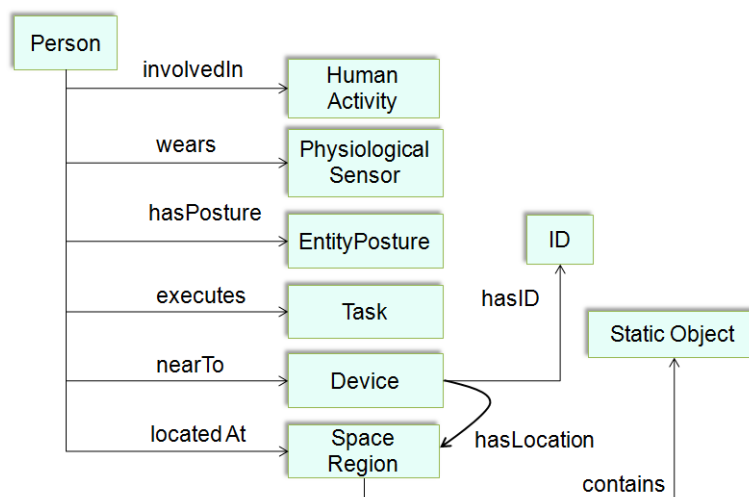 Person
involvedIn
Human
Activity
wears
Physiological
Sensor
hasPosture
EntityPosture
ID
executes
Task
hasID
Static Object
nearTo
Device
located At
Space
Region
hasLocation
contains